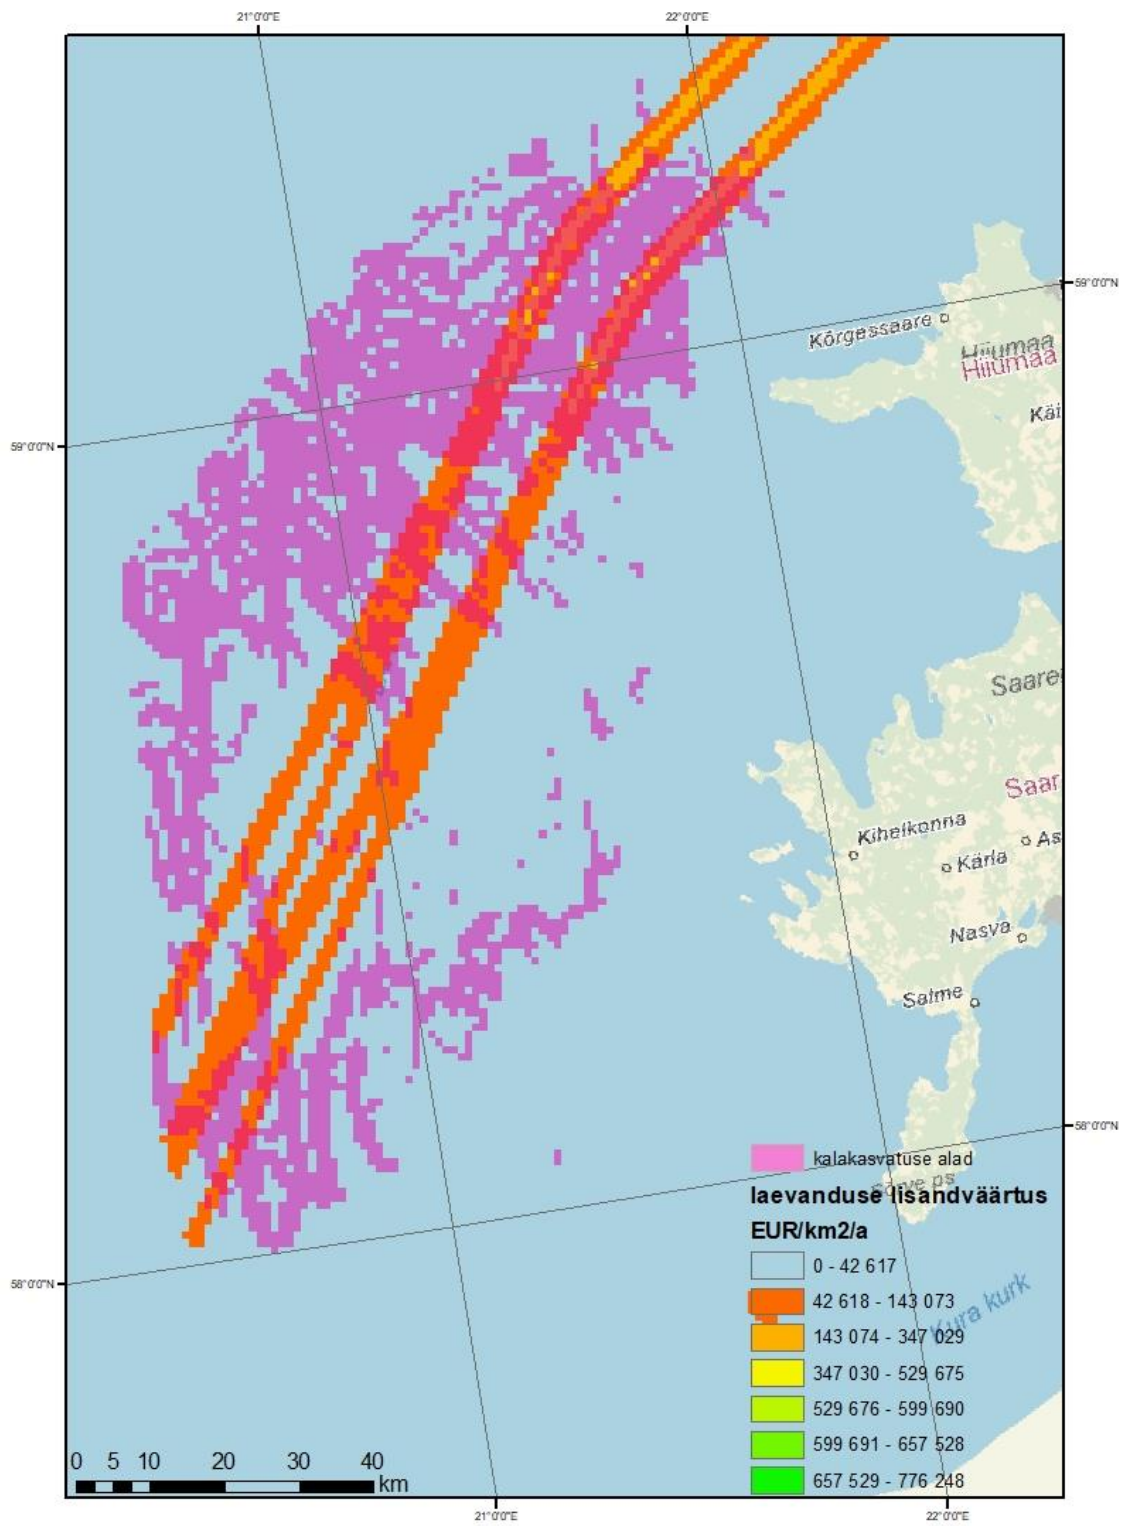 21°0'0"E
22°0'0"E
59°0'0"N
Kõrgessaare
Hiiumaa
Hiiumaa
Käi
59°0'0"N
Saare
Saar
Kihelkonna
As
Kärla
Nasva
Salme
58°0'0"N
kalakasvatuse alad
Sõrve ps
laevanduse lisandväärtus
EUR/km2/a
58°0'0"N
0 - 42 617
42 618 - 143 073
Kura kurk
143 074 - 347 029
347 030 - 529 675
529 676 - 599 690
599 691 - 657 528
657 529 - 776 248
0 5 10 20 30 40
km
21°0'0"E
22°0'0"E